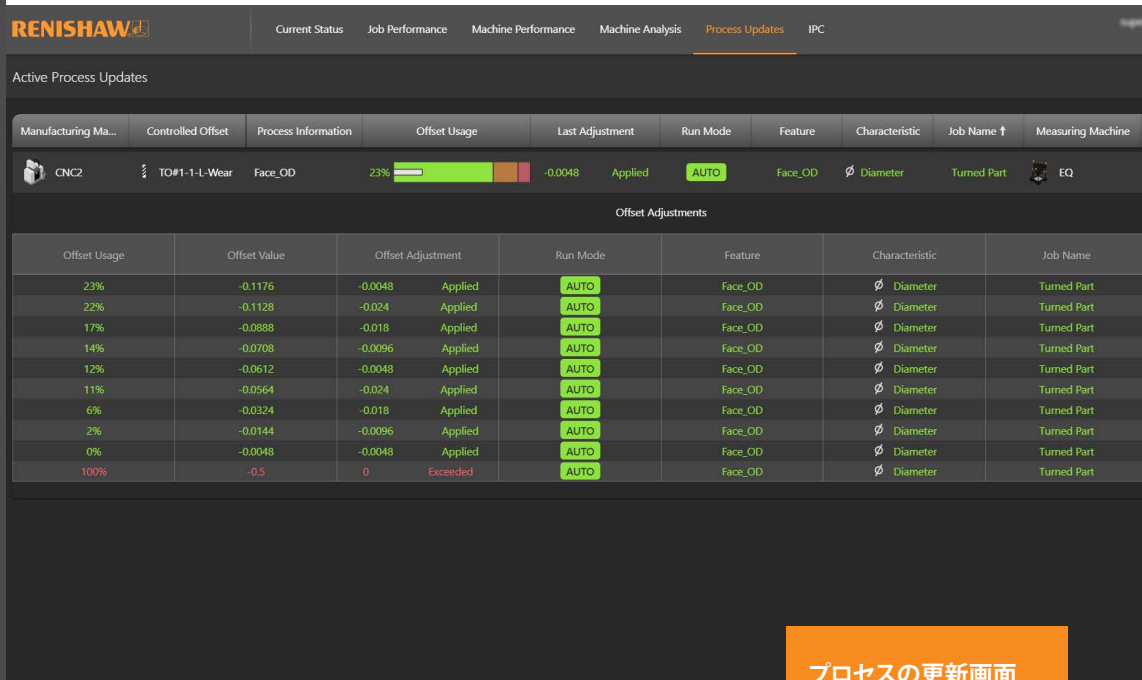 RENISHAW
Current Status Job Performance Machine Performance Machine Analysis Process Updates IPC
Active Process Updates
Manufacturing Ma... Controlled Offset Process Information Offset Usage Last Adjustment Run Mode Feature Characteristic Job Name ↑ Measuring Machine
CNC2 TO#1-1-L-Wear Face_OD 23% -0.0048 Applied AUTO Face_OD Ø Diameter Turned Part EQ
Offset Adjustments
Offset Usage Offset Value Offset Adjustment Run Mode Feature Characteristic Job Name
23% -0.1176 -0.0048 Applied AUTO Face_OD Ø Diameter Turned Part
22% -0.1128 -0.024 Applied AUTO Face_OD Ø Diameter Turned Part
17% -0.0888 -0.018 Applied AUTO Face_OD Ø Diameter Turned Part
14% -0.0708 -0.0096 Applied AUTO Face_OD Ø Diameter Turned Part
12% -0.0612 -0.0048 Applied AUTO Face_OD Ø Diameter Turned Part
11% -0.0564 -0.024 Applied AUTO Face_OD Ø Diameter Turned Part
6% -0.0324 -0.018 Applied AUTO Face_OD Ø Diameter Turned Part
2% -0.0144 -0.0096 Applied AUTO Face_OD Ø Diameter Turned Part
0% -0.0048 -0.0048 Applied AUTO Face_OD Ø Diameter Turned Part
100% -0.5 0 Exceeded AUTO Face_OD Ø Diameter Turned Part
プロセスの更新画面